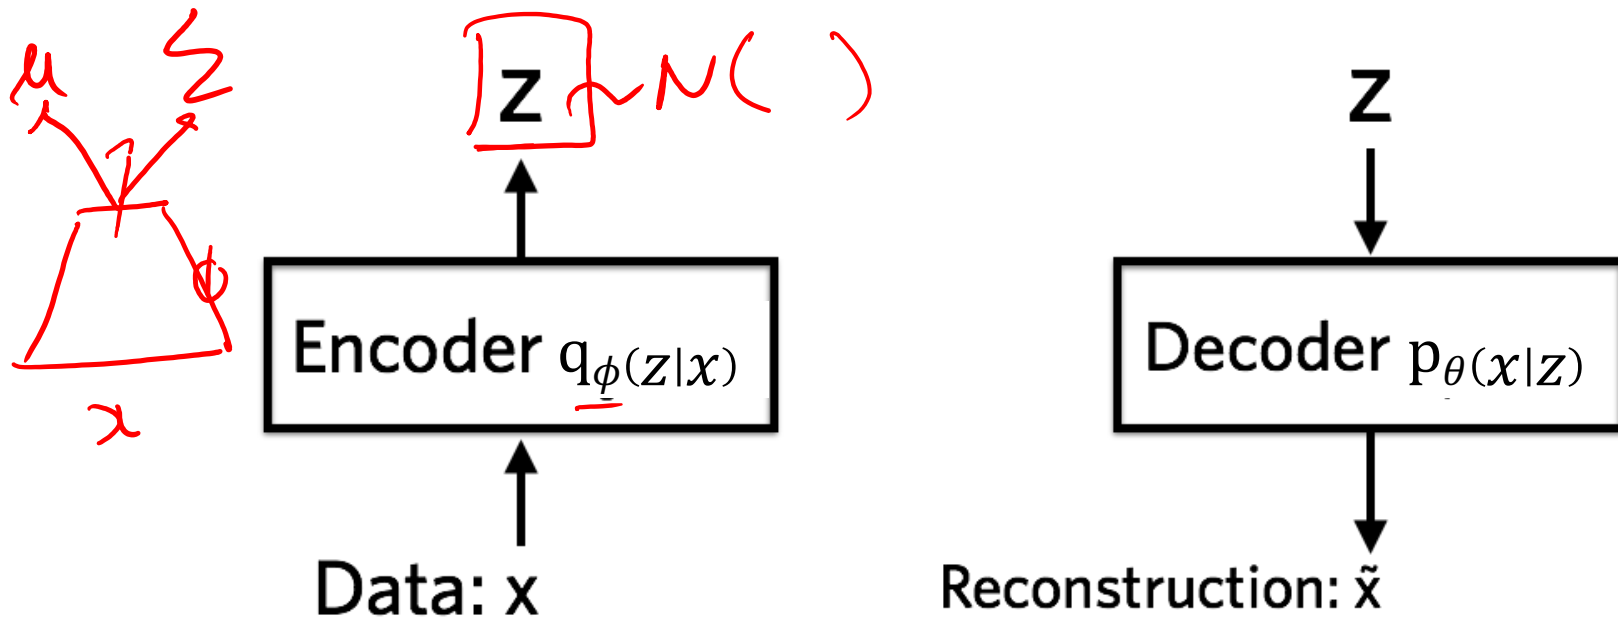 μ Σ
z ~ N( )
z
φ
x
Encoder qϕ(z|x)
Data: x
Z
Decoder pθ(x|z)
Reconstruction: x̃